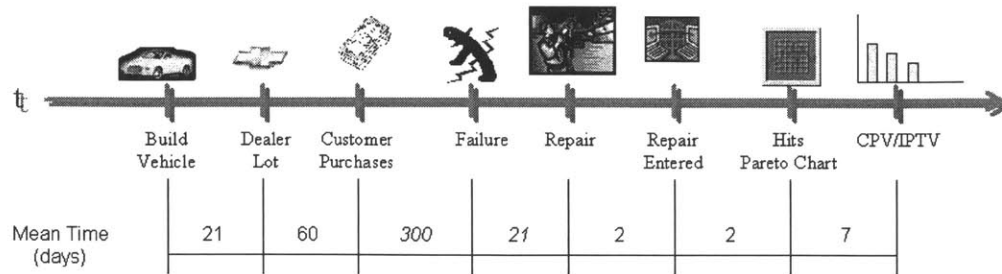 t
Build
Vehicle
Dealer
Lot
Customer
Purchases
Failure
Repair
Repair
Entered
Hits
Pareto Chart
CPV/IPTV
Mean Time
(days)
21
60
300
21
2
2
7